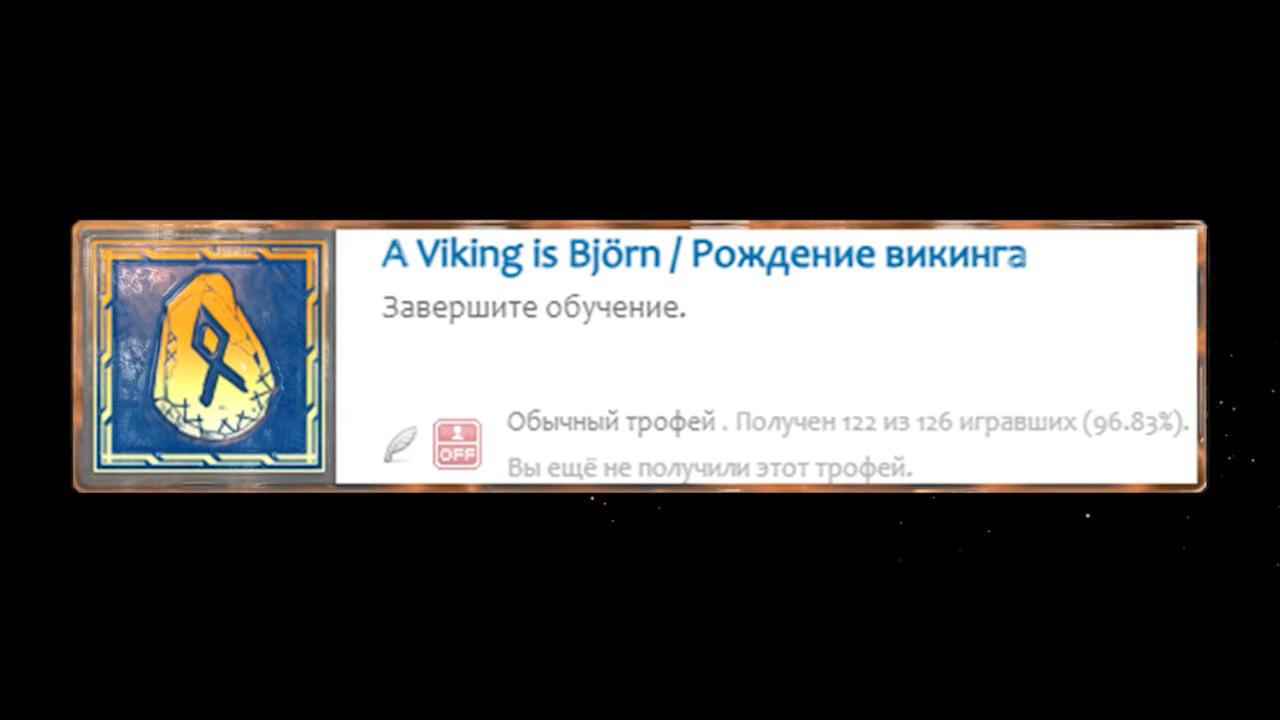 A Viking is Björn / Рождение викинга
Завершите обучение.
Обычный трофей . Получен 122 из 126 игравших (96.83%).
1 OFF
Вы ещё не получили этот трофей.